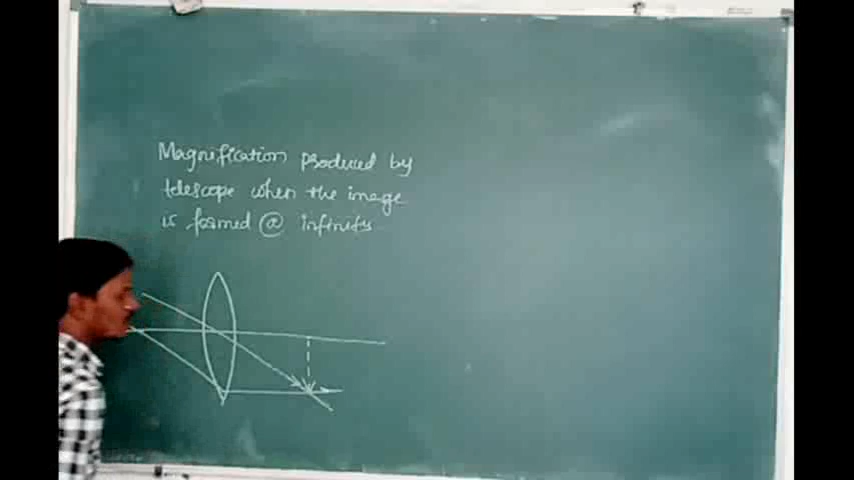 Magnification produced by
telescope when the image
is formed @ infinity